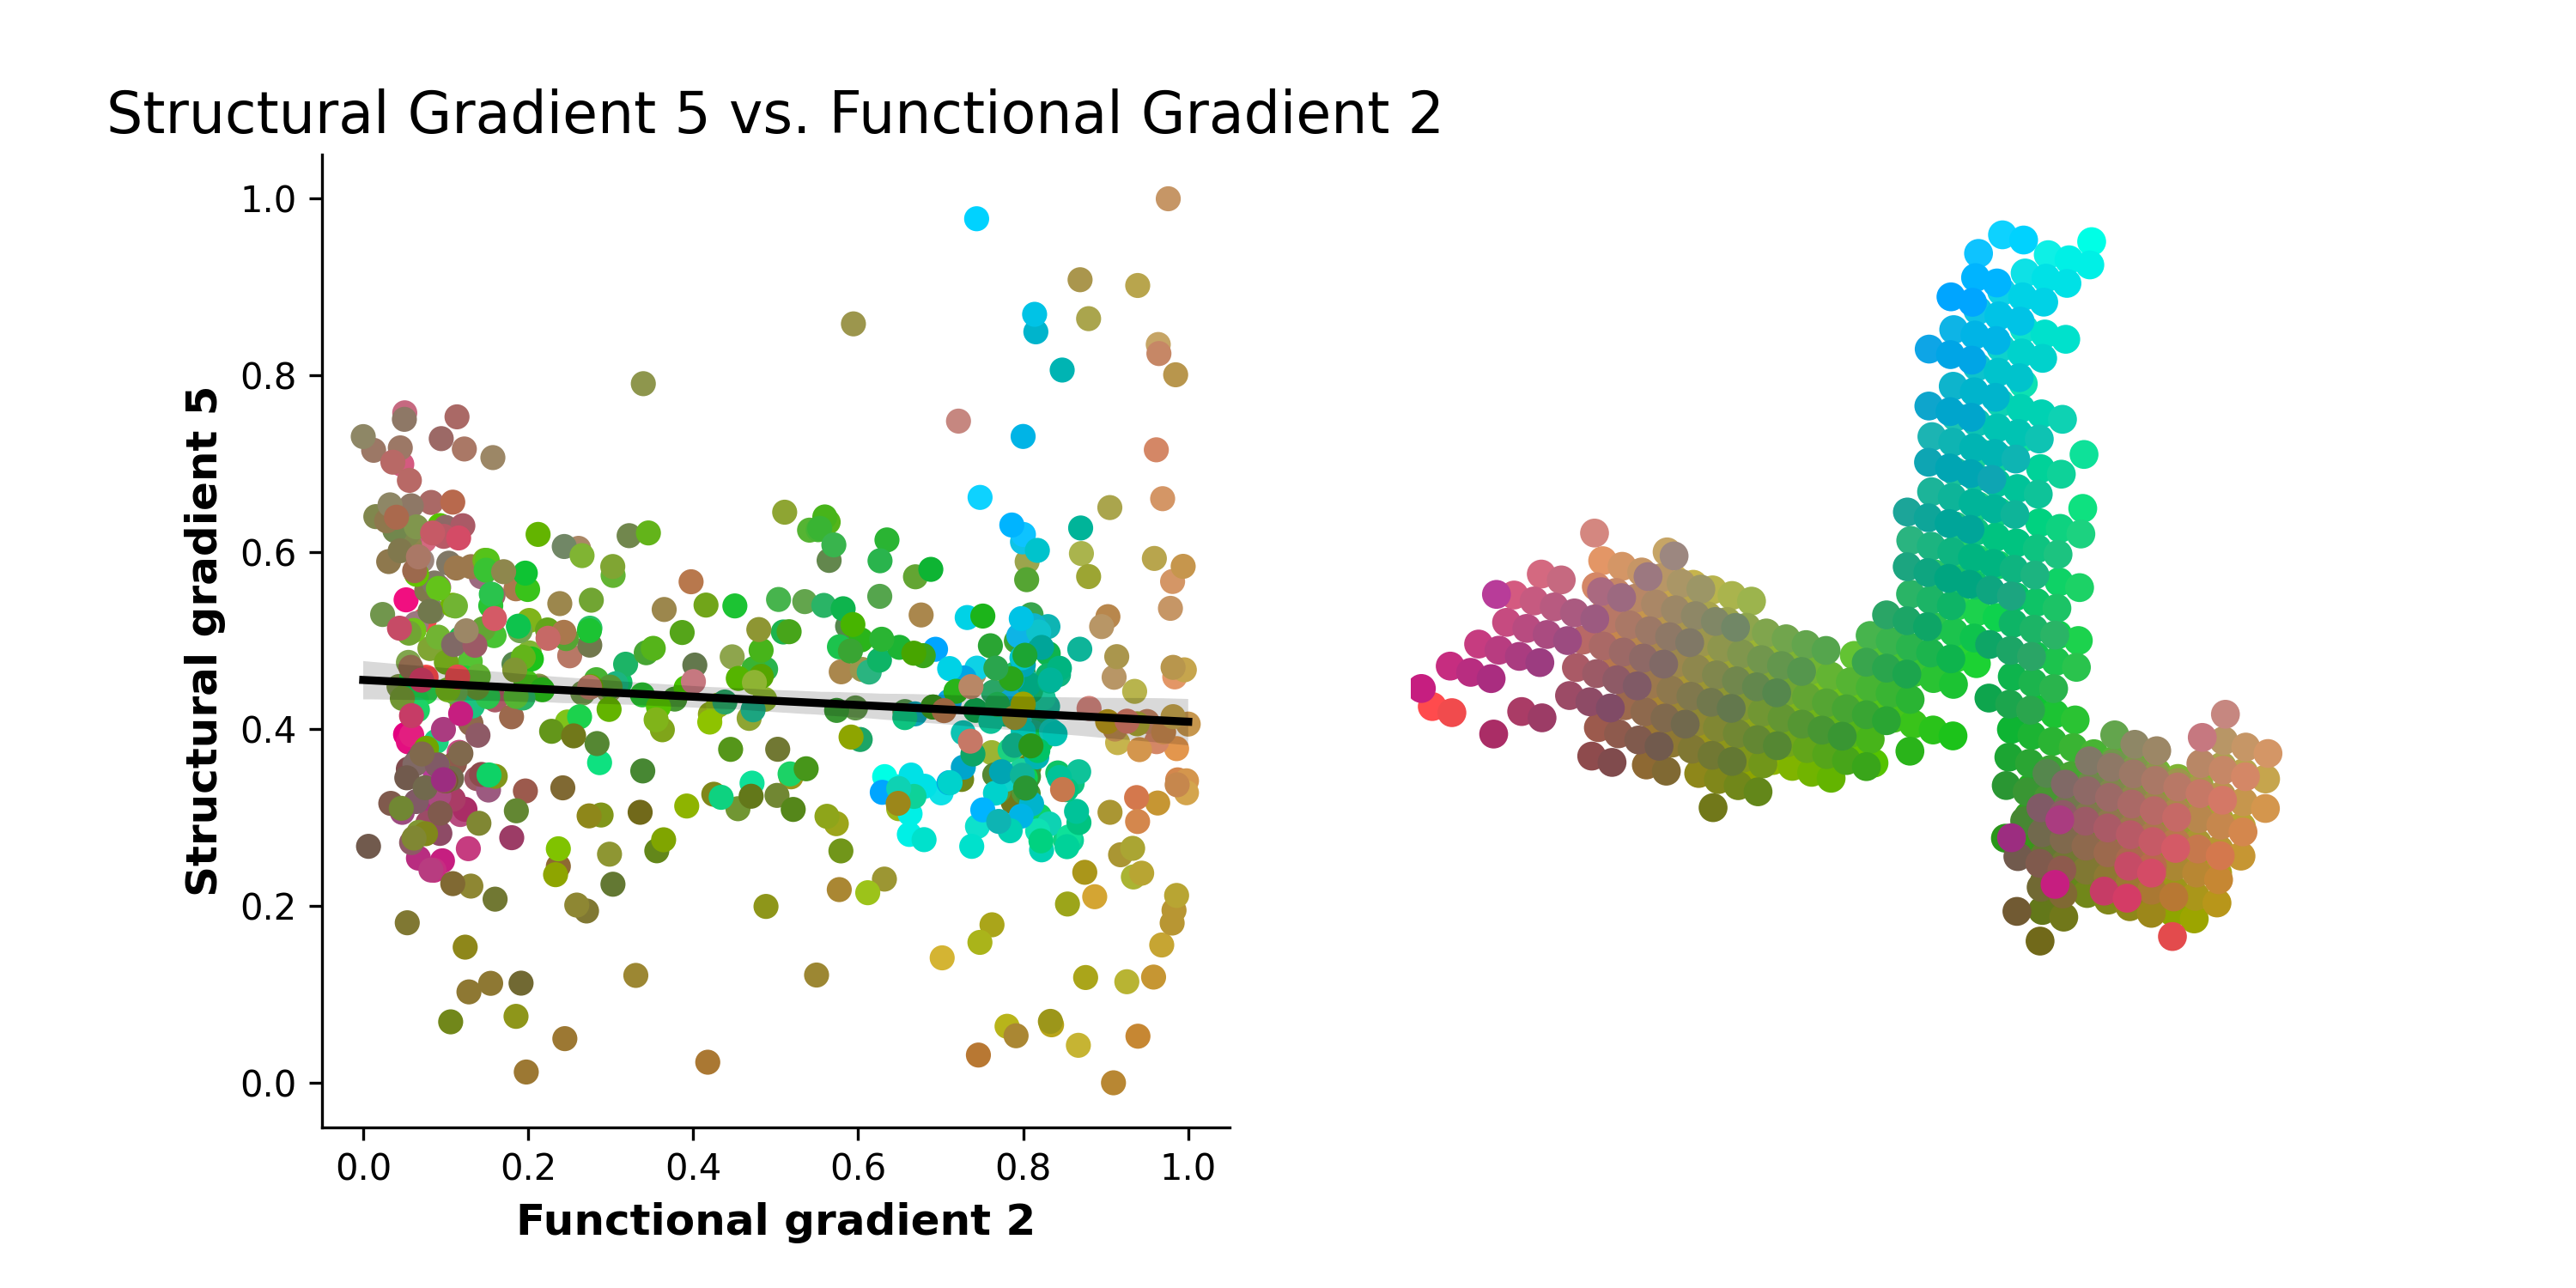 Structural Gradient 5 vs. Functional Gradient 2
1.0
0.8
0.6
0.4
0.2
0.0
Structural gradient 5
0.0 0.2 0.4 0.6 0.8 1.0
Functional gradient 2